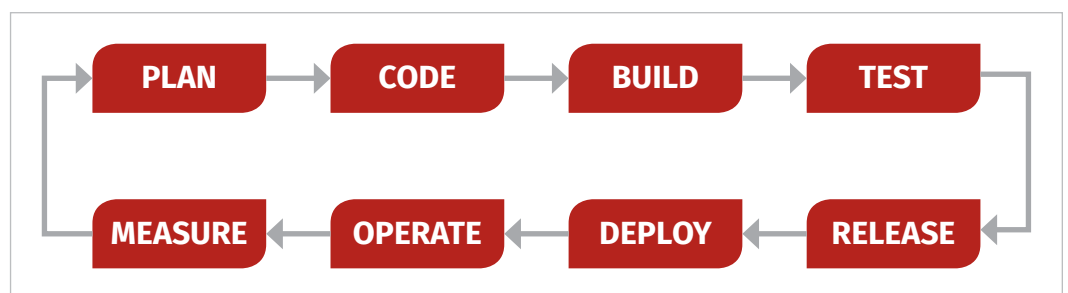 PLAN
CODE
BUILD
TEST
MEASURE
OPERATE
DEPLOY
RELEASE